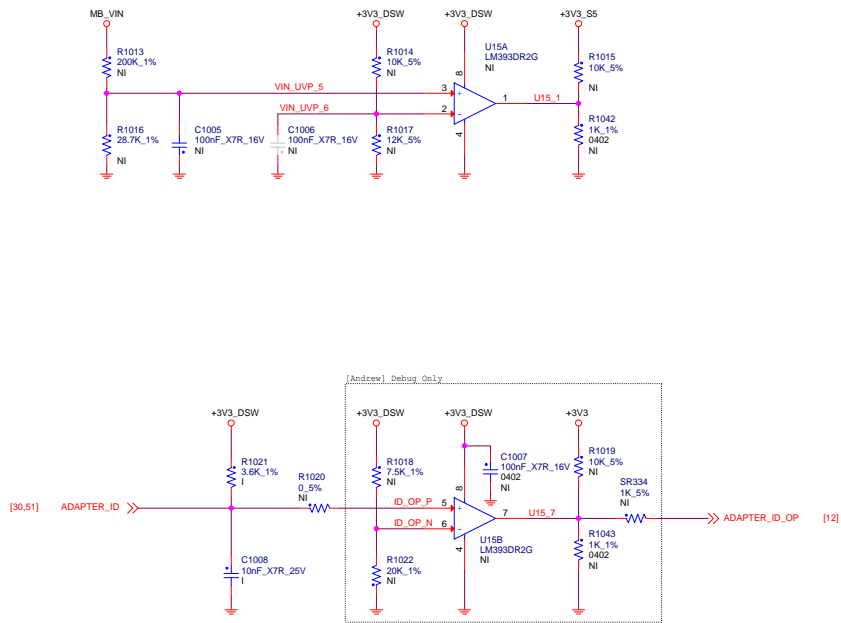 MB_VIN
+3V3_DSW
+3V3_DSW
+3V3_S5
R1013
200K_1%
NI
R1014
10K_5%
NI
U15A
LM393DR2G
NI
R1015
10K_5%
NI
VIN_UVP_5
3
+
8
1
U15_1
VIN_UVP_6
2
-
4
R1016
28.7K_1%
NI
C1005
100nF_X7R_16V
NI
C1006
100nF_X7R_16V
NI
R1017
12K_5%
NI
R1042
1K_1%
0402
NI
[Andrew] Debug Only
+3V3_DSW
+3V3_DSW
+3V3_DSW
+3V3
R1021
3.6K_1%
I
R1020
0_5%
NI
R1018
7.5K_1%
NI
C1007
100nF_X7R_16V
0402
NI
R1019
10K_5%
NI
SR334
1K_5%
NI
[30,51]
ADAPTER_ID
ID_OP_P
5
+
8
7
U15_7
ADAPTER_ID_OP
[12]
ID_OP_N
6
-
4
U15B
LM393DR2G
NI
C1008
10nF_X7R_25V
I
R1022
20K_1%
NI
R1043
1K_1%
0402
NI